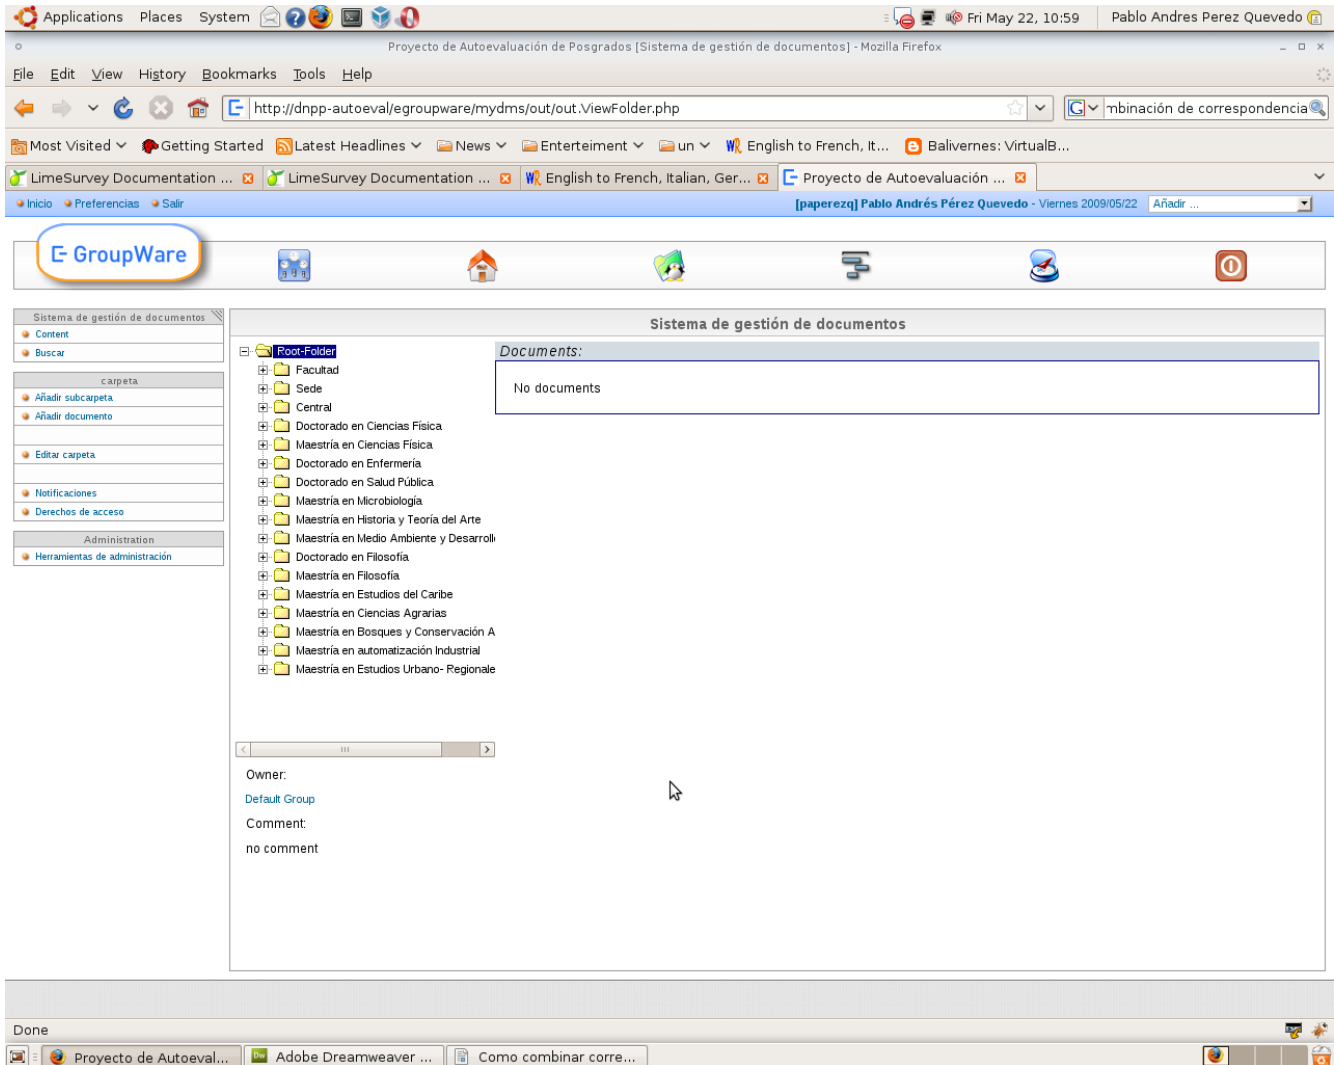 Applications Places System Fri May 22, 10:59 Pablo Andres Perez Quevedo
Proyecto de Autoevaluación de Posgrados [Sistema de gestión de documentos] - Mozilla Firefox
File Edit View History Bookmarks Tools Help
http://dnpp-autoeval/egroupware/mydms/out/out.ViewFolder.php mbinación de correspondencia
Most Visited Getting Started Latest Headlines News Enterteiment un English to French, It... Balivernes: VirtualB...
LimeSurvey Documentation ... LimeSurvey Documentation ... English to French, Italian, Ger... Proyecto de Autoevaluación ...
Inicio Preferencias Salir [paperezq] Pablo Andrés Pérez Quevedo - Viernes 2009/05/22 Añadir ...
E- GroupWare
Sistema de gestión de documentos
Content
Buscar
carpeta
Añadir subcarpeta
Añadir documento
Editar carpeta
Notificaciones
Derechos de acceso
Administration
Herramientas de administración
Sistema de gestión de documentos
Root-Folder
Facultad
Sede
Central
Doctorado en Ciencias Física
Maestría en Ciencias Física
Doctorado en Enfermería
Doctorado en Salud Pública
Maestría en Microbiología
Maestría en Historia y Teoría del Arte
Maestría en Medio Ambiente y Desarroll
Doctorado en Filosofía
Maestría en Filosofía
Maestría en Estudios del Caribe
Maestría en Ciencias Agrarias
Maestría en Bosques y Conservación A
Maestría en automatización Industrial
Maestría en Estudios Urbano- Regionale
Documents:
No documents
Owner:
Default Group
Comment:
no comment
Done
Proyecto de Autoeval... Adobe Dreamweaver ... Como combinar corre...